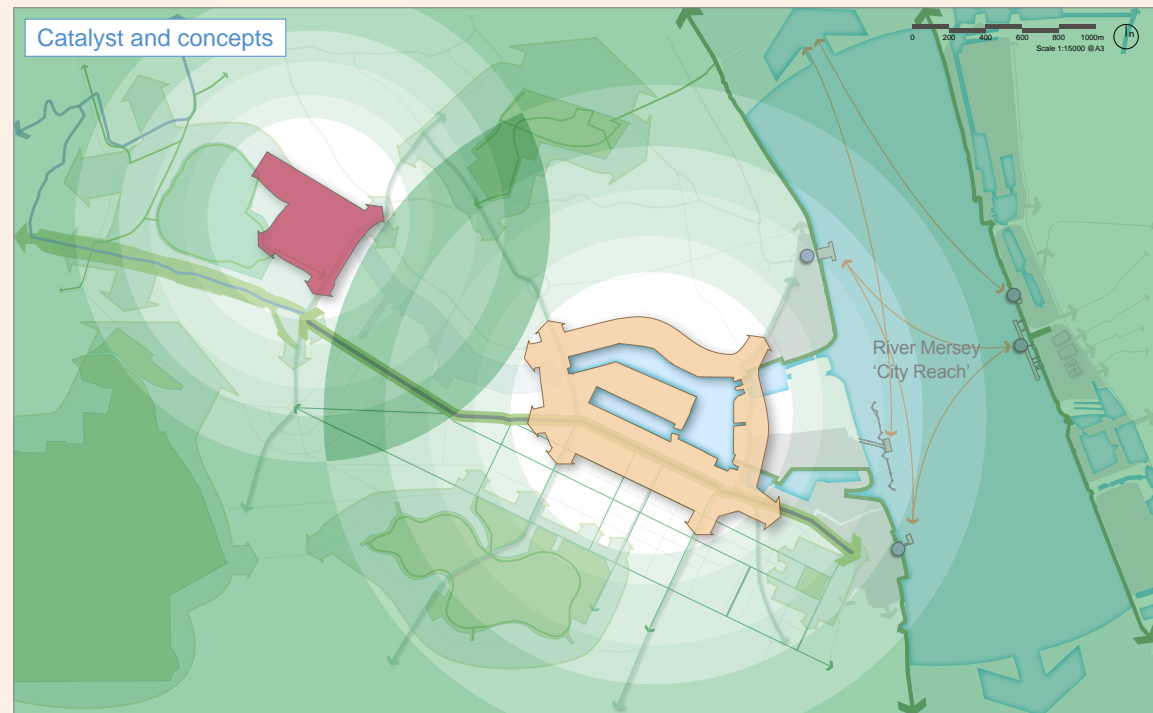 Catalyst and concepts
0 200 400 600 800 1000m
Scale 1:15000 @A3
n
River Mersey
‘City Reach’